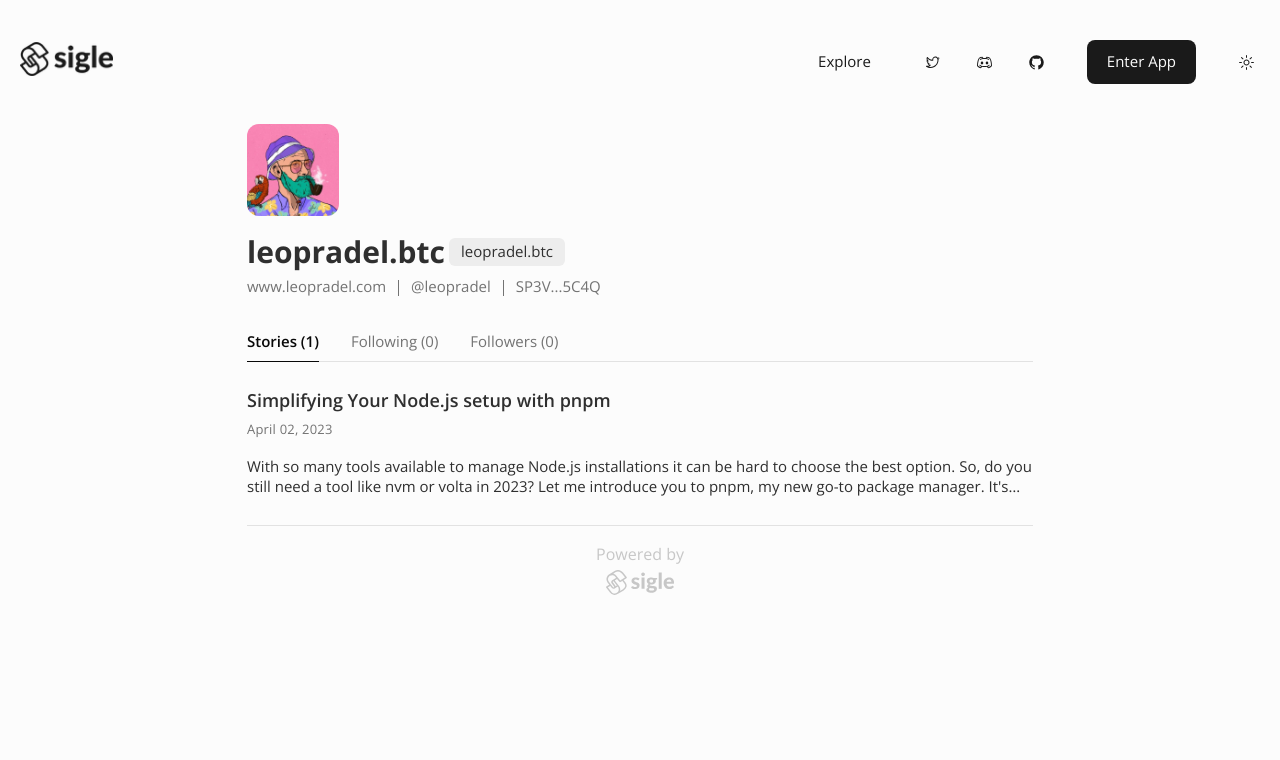 sigle
Explore
Enter App
leopradel.btc
leopradel.btc
www.leopradel.com | @leopradel | SP3V...5C4Q
Stories (1)
Following (0)
Followers (0)
Simplifying Your Node.js setup with pnpm
April 02, 2023
With so many tools available to manage Node.js installations it can be hard to choose the best option. So, do you
still need a tool like nvm or volta in 2023? Let me introduce you to pnpm, my new go-to package manager. It's...
Powered by
sigle